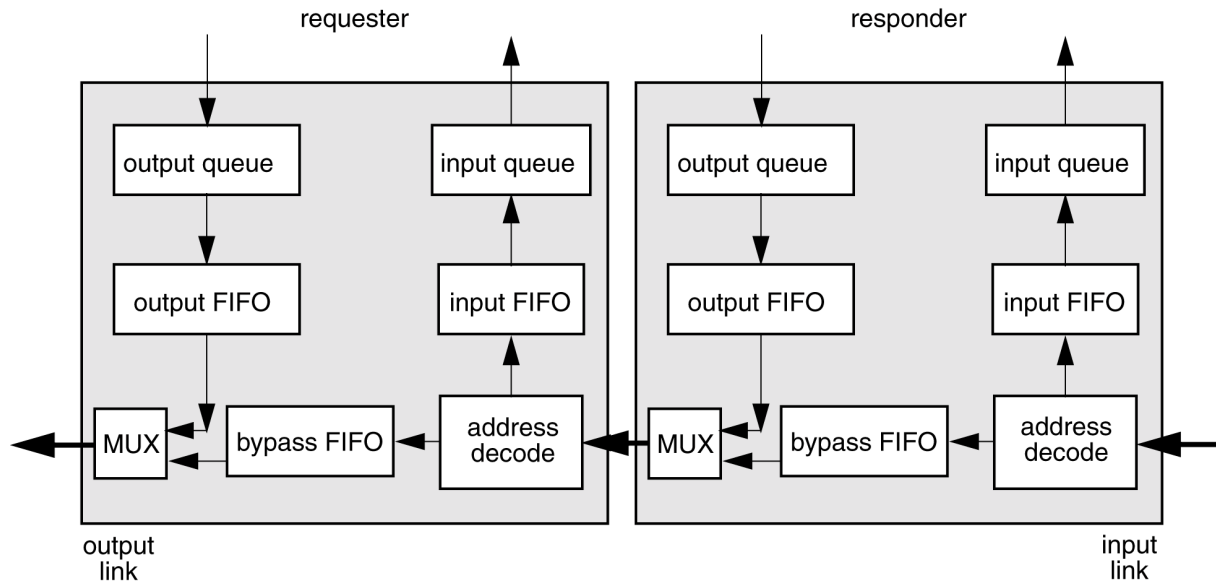 requester
responder
output queue
input queue
output queue
input queue
output FIFO
input FIFO
output FIFO
input FIFO
MUX
bypass FIFO
address
decode
MUX
bypass FIFO
address
decode
output
link
input
link